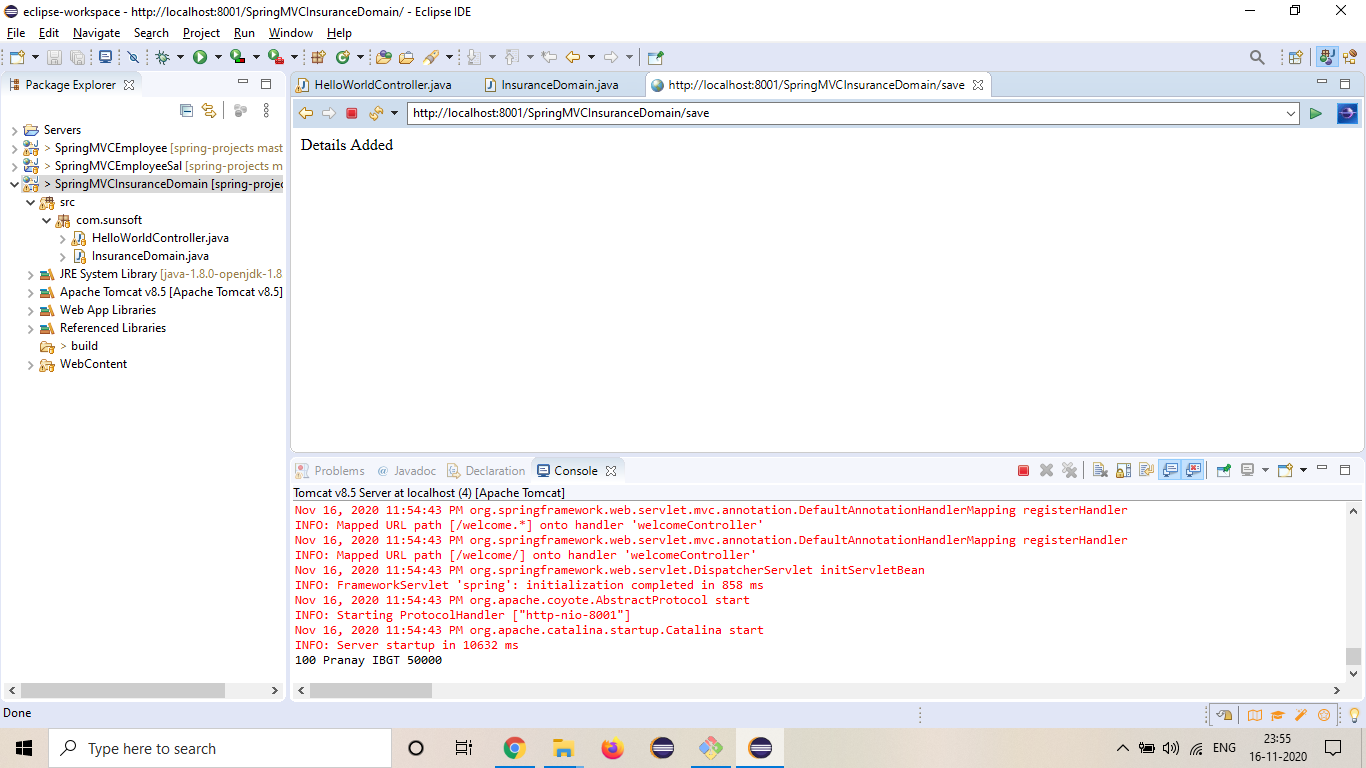 eclipse-workspace - http://localhost:8001/SpringMVCInsuranceDomain/ - Eclipse IDE
File Edit Navigate Search Project Run Window Help
Package Explorer
HelloWorldController.java
InsuranceDomain.java
http://localhost:8001/SpringMVCInsuranceDomain/save
http://localhost:8001/SpringMVCInsuranceDomain/save
Servers
> SpringMVCEmployee [spring-projects mast
> SpringMVCEmployeeSal [spring-projects m
> SpringMVCInsuranceDomain [spring-projec
src
com.sunsoft
HelloWorldController.java
InsuranceDomain.java
JRE System Library [java-1.8.0-openjdk-1.8
Apache Tomcat v8.5 [Apache Tomcat v8.5]
Web App Libraries
Referenced Libraries
> build
WebContent
Details Added
Problems @ Javadoc Declaration Console
Tomcat v8.5 Server at localhost (4) [Apache Tomcat]
Nov 16, 2020 11:54:43 PM org.springframework.web.servlet.mvc.annotation.DefaultAnnotationHandlerMapping registerHandler
INFO: Mapped URL path [/welcome.*] onto handler 'welcomeController'
Nov 16, 2020 11:54:43 PM org.springframework.web.servlet.mvc.annotation.DefaultAnnotationHandlerMapping registerHandler
INFO: Mapped URL path [/welcome/] onto handler 'welcomeController'
Nov 16, 2020 11:54:43 PM org.springframework.web.servlet.DispatcherServlet initServletBean
INFO: FrameworkServlet 'spring': initialization completed in 858 ms
Nov 16, 2020 11:54:43 PM org.apache.coyote.AbstractProtocol start
INFO: Starting ProtocolHandler ["http-nio-8001"]
Nov 16, 2020 11:54:43 PM org.apache.catalina.startup.Catalina start
INFO: Server startup in 10632 ms
100 Pranay IBGT 50000
Done
Type here to search
ENG
23:55
16-11-2020